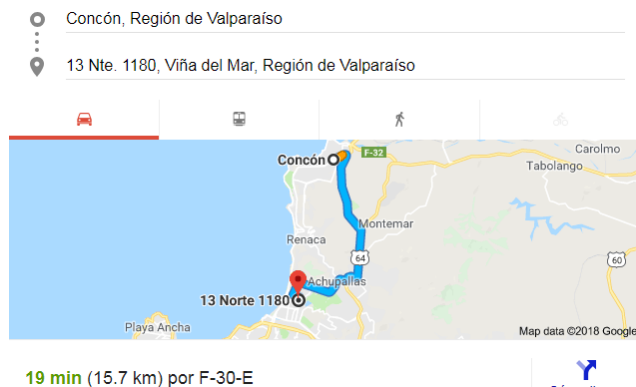 Concón, Región de Valparaíso
13 Nte. 1180, Viña del Mar, Región de Valparaíso
Concón
F-32
Carolmo
Tabolango
Montemar
Renaca
64
60
Achupallas
13 Norte 1180
Playa Ancha
Map data ©2018 Google
19 min (15.7 km) por F-30-E